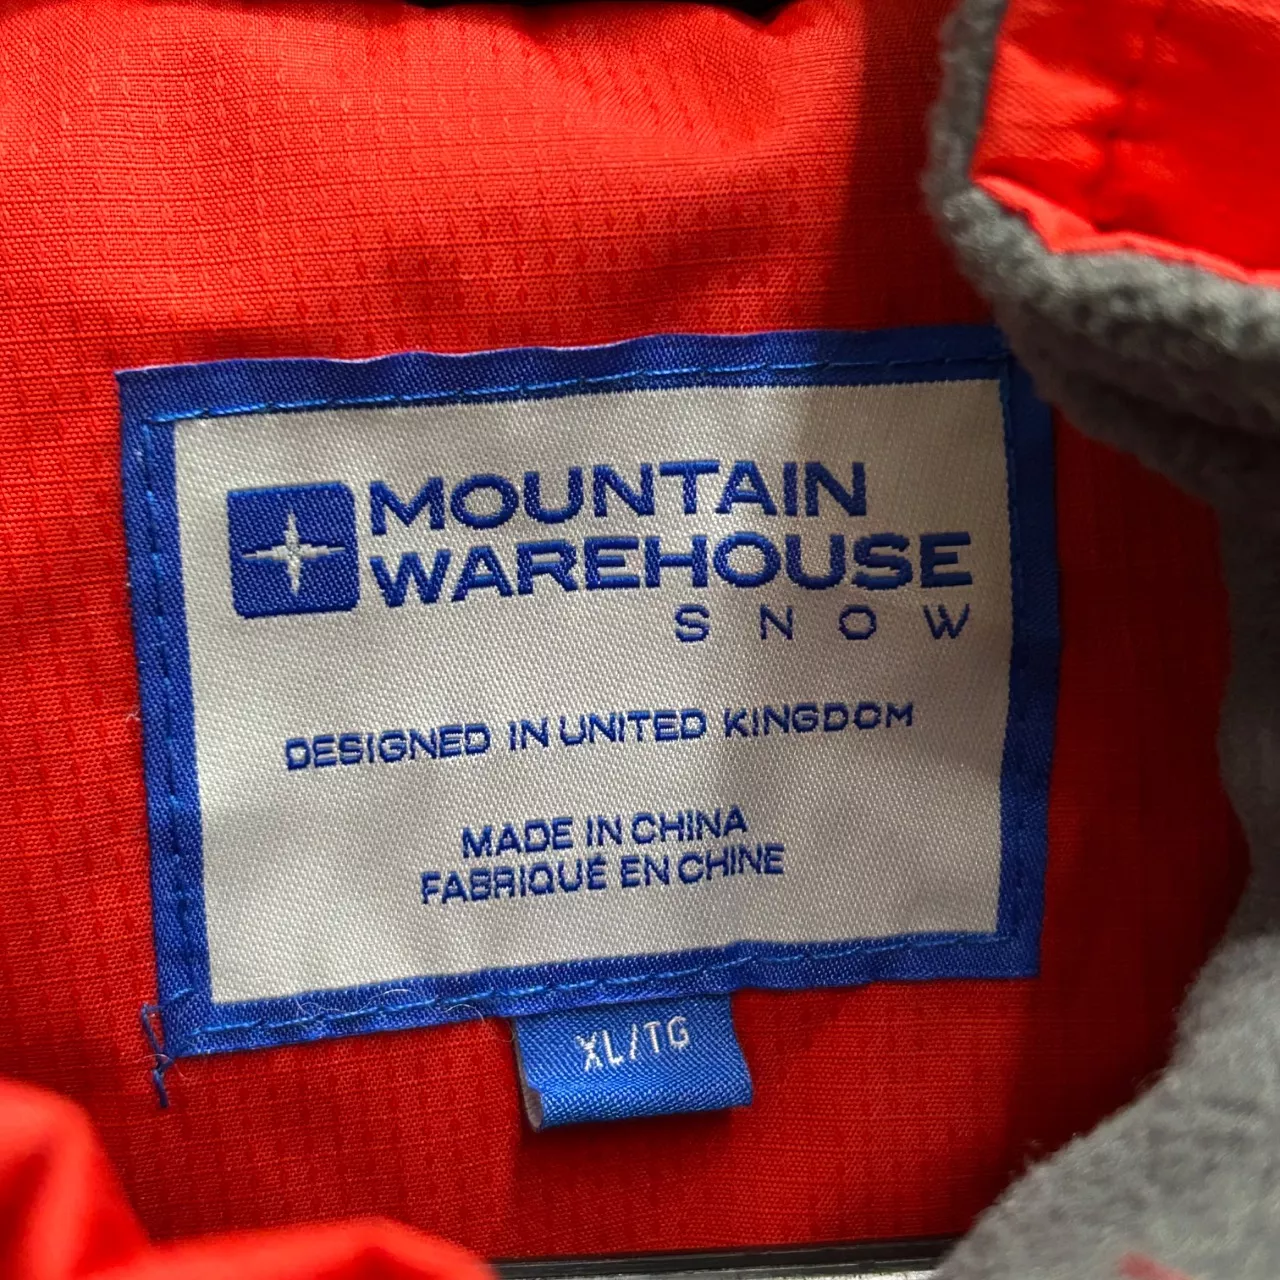 MOUNTAIN
WAREHOUSE
SNOW
DESIGNED IN UNITED KINGDOM
MADE IN CHINA
FABRIQUÉ EN CHINE
XL/TG